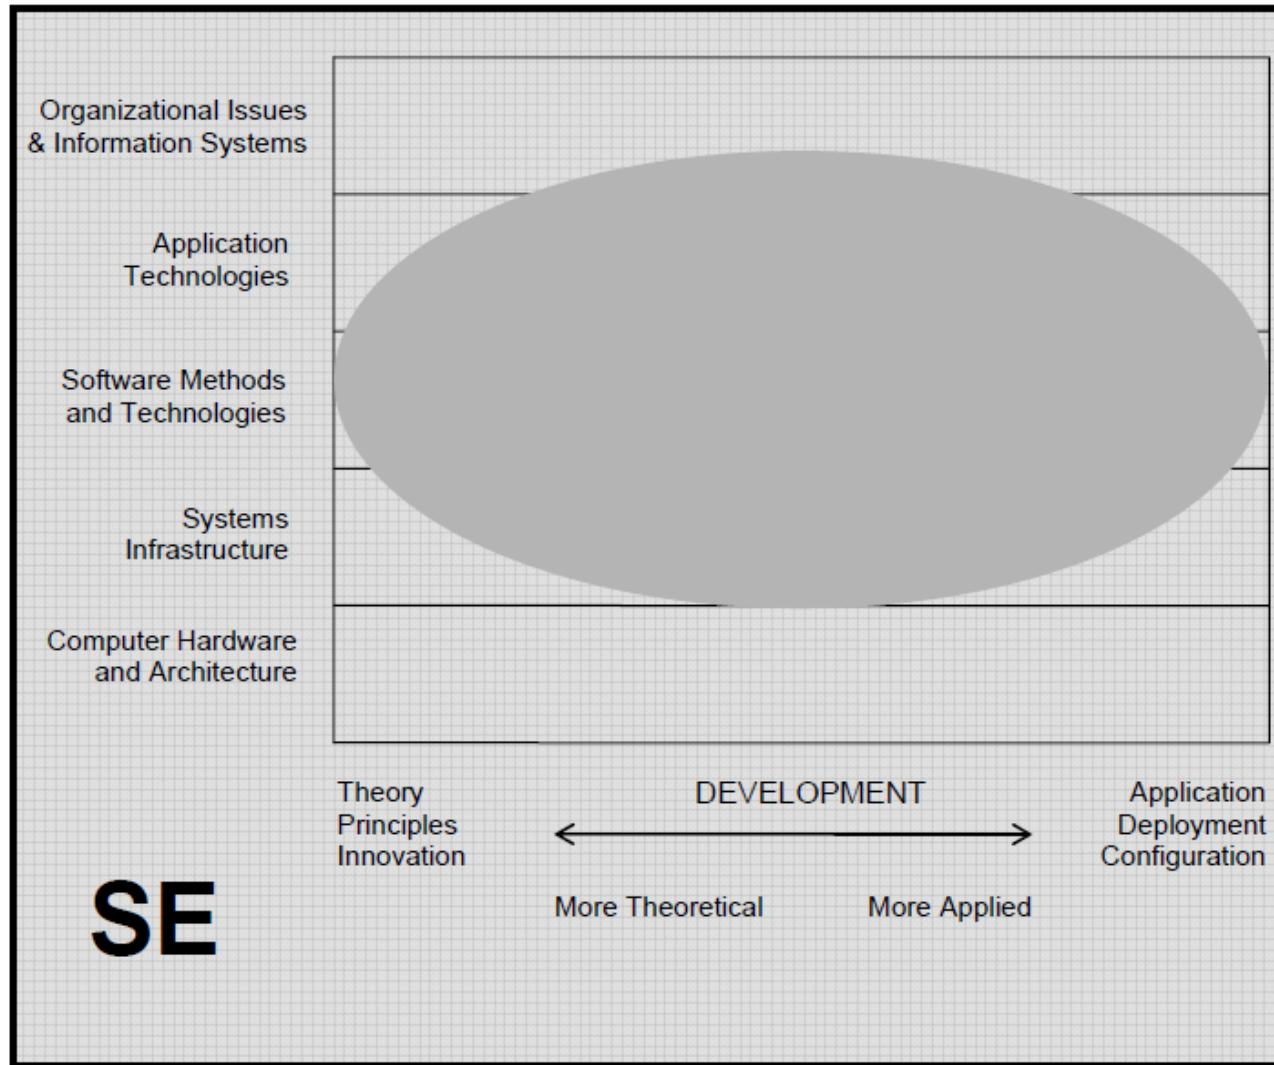 Organizational Issues
& Information Systems
Application
Technologies
Software Methods
and Technologies
Systems
Infrastructure
Computer Hardware
and Architecture
Theory
Principles
Innovation
DEVELOPMENT
Application
Deployment
Configuration
More Theoretical
More Applied
SE